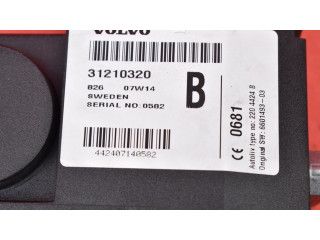 VOLVO
31210320
826 07W14
SWEDEN
SERIAL NO:0582
B
442407140582
CE 0681
Autoliv type no: 220 4424 B
Original SW: 6601493-03